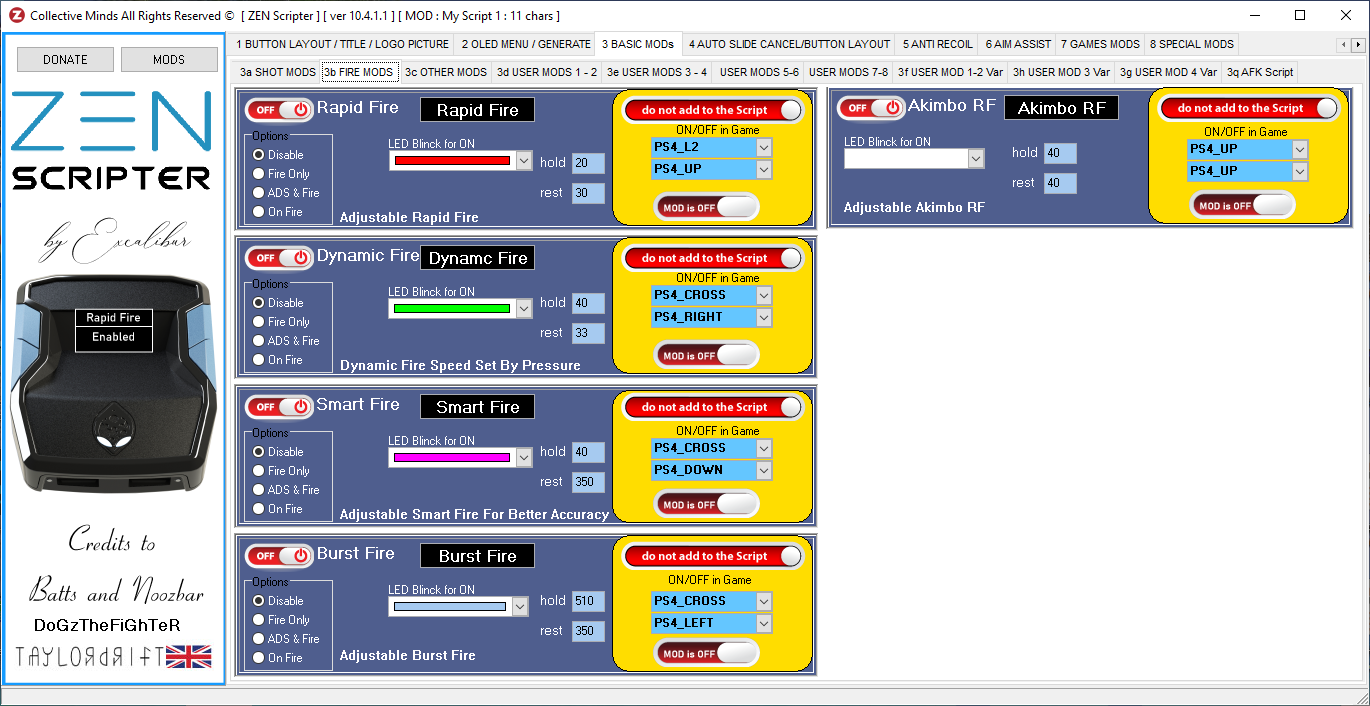 Collective Minds All Rights Reserved © [ ZEN Scripter ] [ ver 10.4.1.1 ] [ MOD : My Script 1 : 11 chars ]
DONATE MODS
ZEN
SCRIPTER
by Excalibur
Rapid Fire
Enabled
Credits to
Batts and Noozbar
DoGzTheFiGhTeR
TAYLORdRIFT
1 BUTTON LAYOUT / TITLE / LOGO PICTURE 2 OLED MENU / GENERATE 3 BASIC MODs 4 AUTO SLIDE CANCEL/BUTTON LAYOUT 5 ANTI RECOIL 6 AIM ASSIST 7 GAMES MODS 8 SPECIAL MODS
3a SHOT MODS 3b FIRE MODS 3c OTHER MODS 3d USER MODS 1 - 2 3e USER MODS 3 - 4 USER MODS 5-6 USER MODS 7-8 3f USER MOD 1-2 Var 3h USER MOD 3 Var 3g USER MOD 4 Var 3q AFK Script
OFF Rapid Fire Rapid Fire
Options
Disable
Fire Only
ADS & Fire
On Fire
LED Blinck for ON
hold 20
rest 30
Adjustable Rapid Fire
do not add to the Script
ON/OFF in Game
PS4_L2
PS4_UP
MOD is OFF
OFF Akimbo RF Akimbo RF
LED Blinck for ON
hold 40
rest 40
Adjustable Akimbo RF
do not add to the Script
ON/OFF in Game
PS4_UP
PS4_UP
MOD is OFF
OFF Dynamic Fire Dynamc Fire
Options
Disable
Fire Only
ADS & Fire
On Fire
LED Blinck for ON
hold 40
rest 33
Dynamic Fire Speed Set By Pressure
do not add to the Script
ON/OFF in Game
PS4_CROSS
PS4_RIGHT
MOD is OFF
OFF Smart Fire Smart Fire
Options
Disable
Fire Only
ADS & Fire
On Fire
LED Blinck for ON
hold 40
rest 350
Adjustable Smart Fire For Better Accuracy
do not add to the Script
ON/OFF in Game
PS4_CROSS
PS4_DOWN
MOD is OFF
OFF Burst Fire Burst Fire
Options
Disable
Fire Only
ADS & Fire
On Fire
LED Blinck for ON
hold 510
rest 350
Adjustable Burst Fire
do not add to the Script
ON/OFF in Game
PS4_CROSS
PS4_LEFT
MOD is OFF